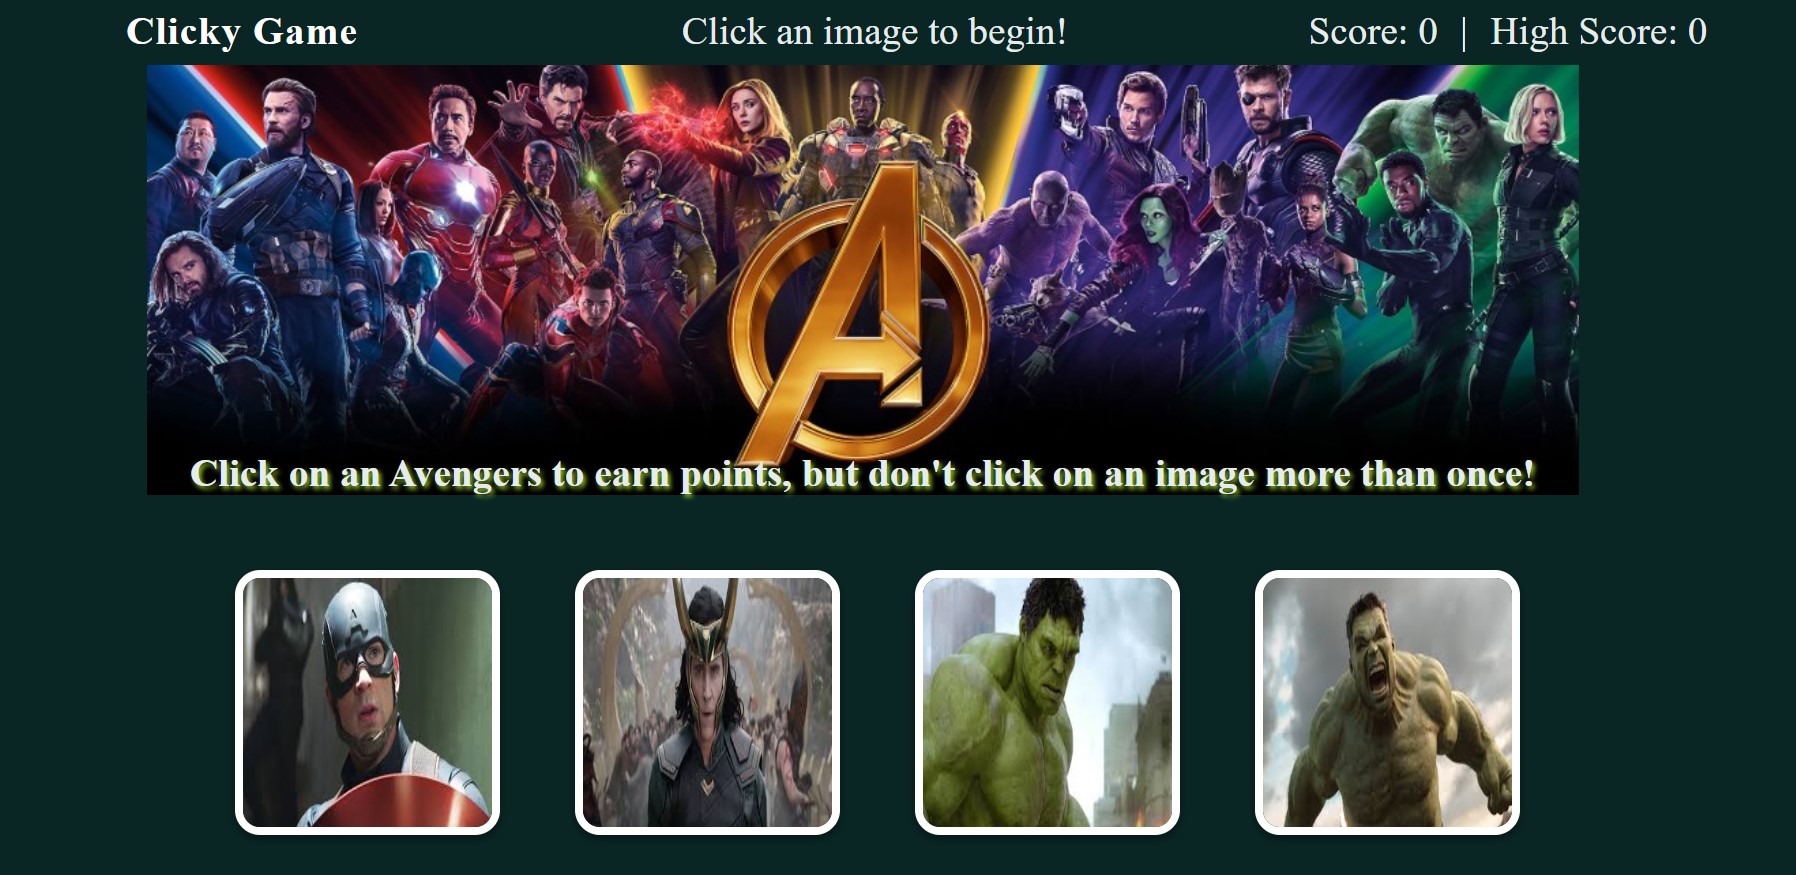 Clicky Game
Click an image to begin!
Score: 0 | High Score: 0
Click on an Avengers to earn points, but don't click on an image more than once!